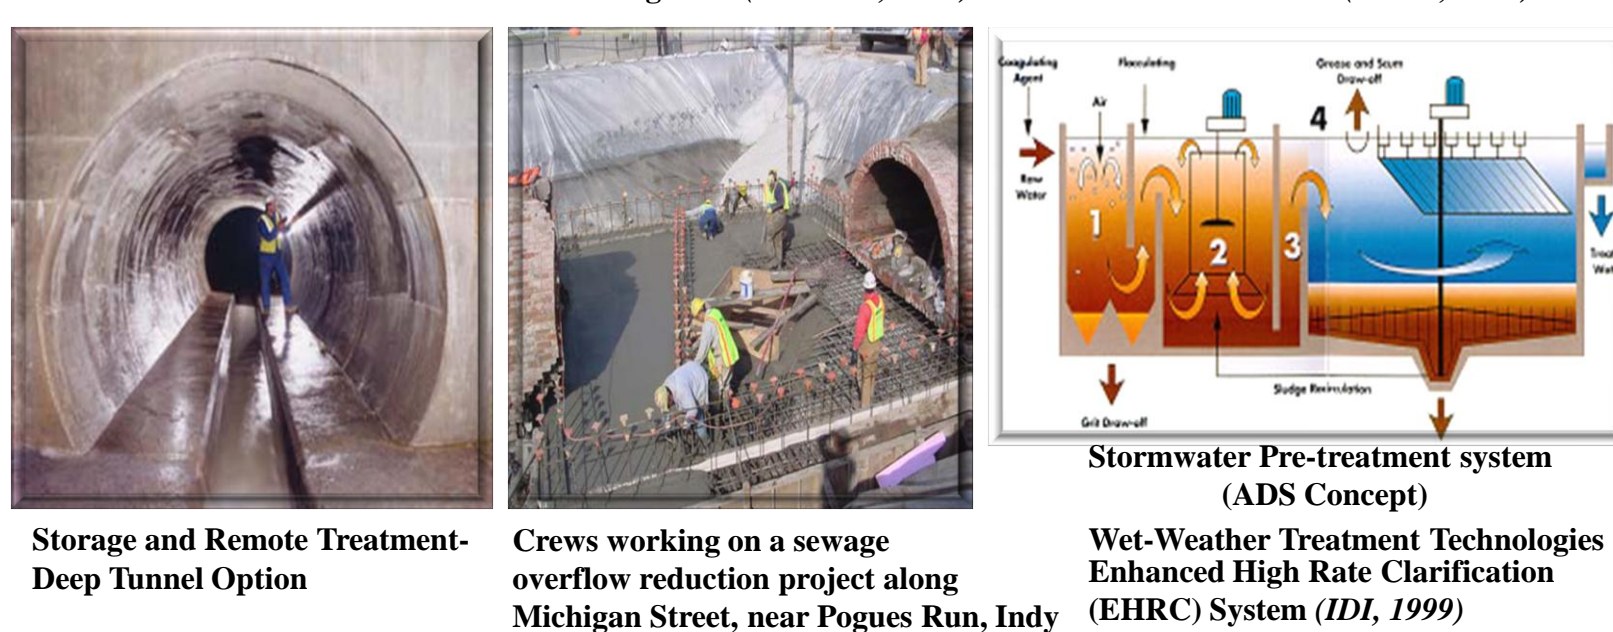 Coagulating
Agent
Flocculating
Air
Grease and Scum
Draw-off
4
Raw
Water
1
2
3
Sludge Recirculation
Grit Draw-off
Stormwater Pre-treatment system
(ADS Concept)
Storage and Remote Treatment-
Deep Tunnel Option
Crews working on a sewage
overflow reduction project along
Michigan Street, near Pogues Run, Indy
Wet-Weather Treatment Technologies
Enhanced High Rate Clarification
(EHRC) System (IDI, 1999)